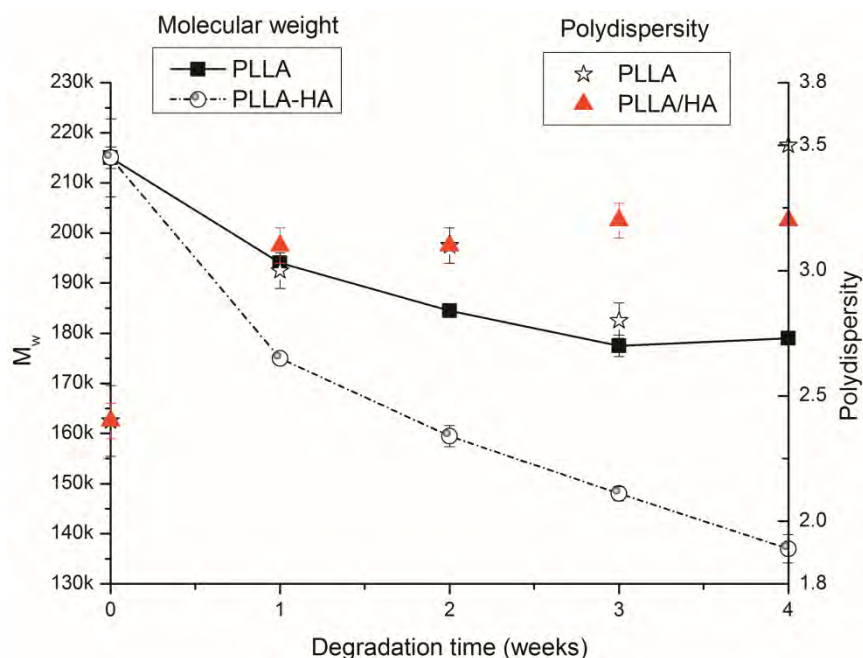 Molecular weight
PLLA
PLLA-HA
Polydispersity
PLLA
PLLA/HA
230k
220k
210k
200k
190k
180k
170k
160k
150k
140k
130k
M_w
3.8
3.5
3.0
2.5
2.0
1.8
Polydispersity
0
1
2
3
4
Degradation time (weeks)